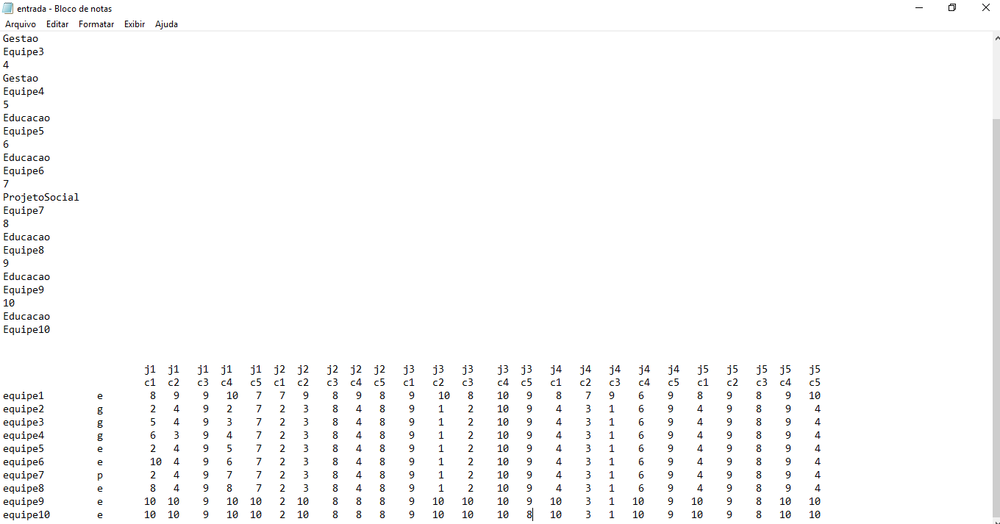 entrada - Bloco de notas
Arquivo Editar Formatar Exibir Ajuda
Gestao
Equipe3
4
Gestao
Equipe4
5
Educacao
Equipe5
6
Educacao
Equipe6
7
ProjetoSocial
Equipe7
8
Educacao
Equipe8
9
Educacao
Equipe9
10
Educacao
Equipe10
j1 j1 j1 j1 j1 j2 j2 j2 j2 j2 j3 j3 j3 j3 j3 j4 j4 j4 j4 j4 j5 j5 j5 j5 j5
c1 c2 c3 c4 c5 c1 c2 c3 c4 c5 c1 c2 c3 c4 c5 c1 c2 c3 c4 c5 c1 c2 c3 c4 c5
equipe1 e 8 9 9 10 7 7 9 8 9 8 9 10 8 10 9 8 7 9 6 9 8 9 8 9 10
equipe2 g 2 4 9 2 7 2 3 8 4 8 9 1 2 10 9 4 3 1 6 9 4 9 8 9 4
equipe3 g 5 4 9 3 7 2 3 8 4 8 9 1 2 10 9 4 3 1 6 9 4 9 8 9 4
equipe4 g 6 3 9 4 7 2 3 8 4 8 9 1 2 10 9 4 3 1 6 9 4 9 8 9 4
equipe5 e 2 4 9 5 7 2 3 8 4 8 9 1 2 10 9 4 3 1 6 9 4 9 8 9 4
equipe6 e 10 4 9 6 7 2 3 8 4 8 9 1 2 10 9 4 3 1 6 9 4 9 8 9 4
equipe7 p 2 4 9 7 7 2 3 8 4 8 9 1 2 10 9 4 3 1 6 9 4 9 8 9 4
equipe8 e 8 4 9 8 7 2 3 8 4 8 9 1 2 10 9 4 3 1 6 9 4 9 8 9 4
equipe9 e 10 10 9 10 10 2 10 8 8 8 9 10 10 10 9 10 3 1 10 9 10 9 8 10 10
equipe10 e 10 10 9 10 10 2 10 8 8 8 9 10 10 10 8 10 3 1 10 9 10 9 8 10 10